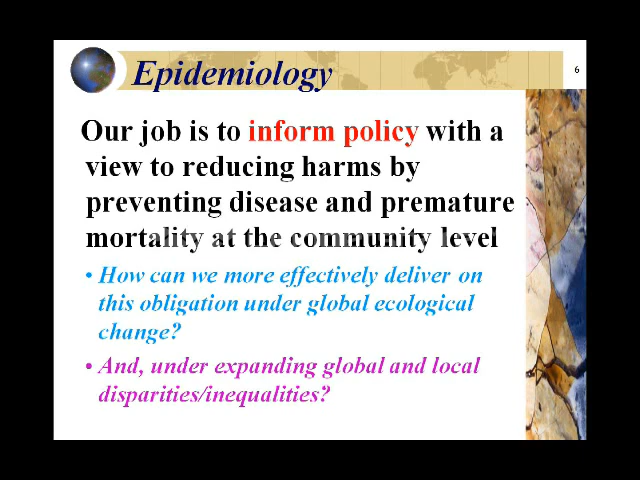 Epidemiology
6
Our job is to inform policy with a
view to reducing harms by
preventing disease and premature
mortality at the community level
• How can we more effectively deliver on
this obligation under global ecological
change?
• And, under expanding global and local
disparities/inequalities?